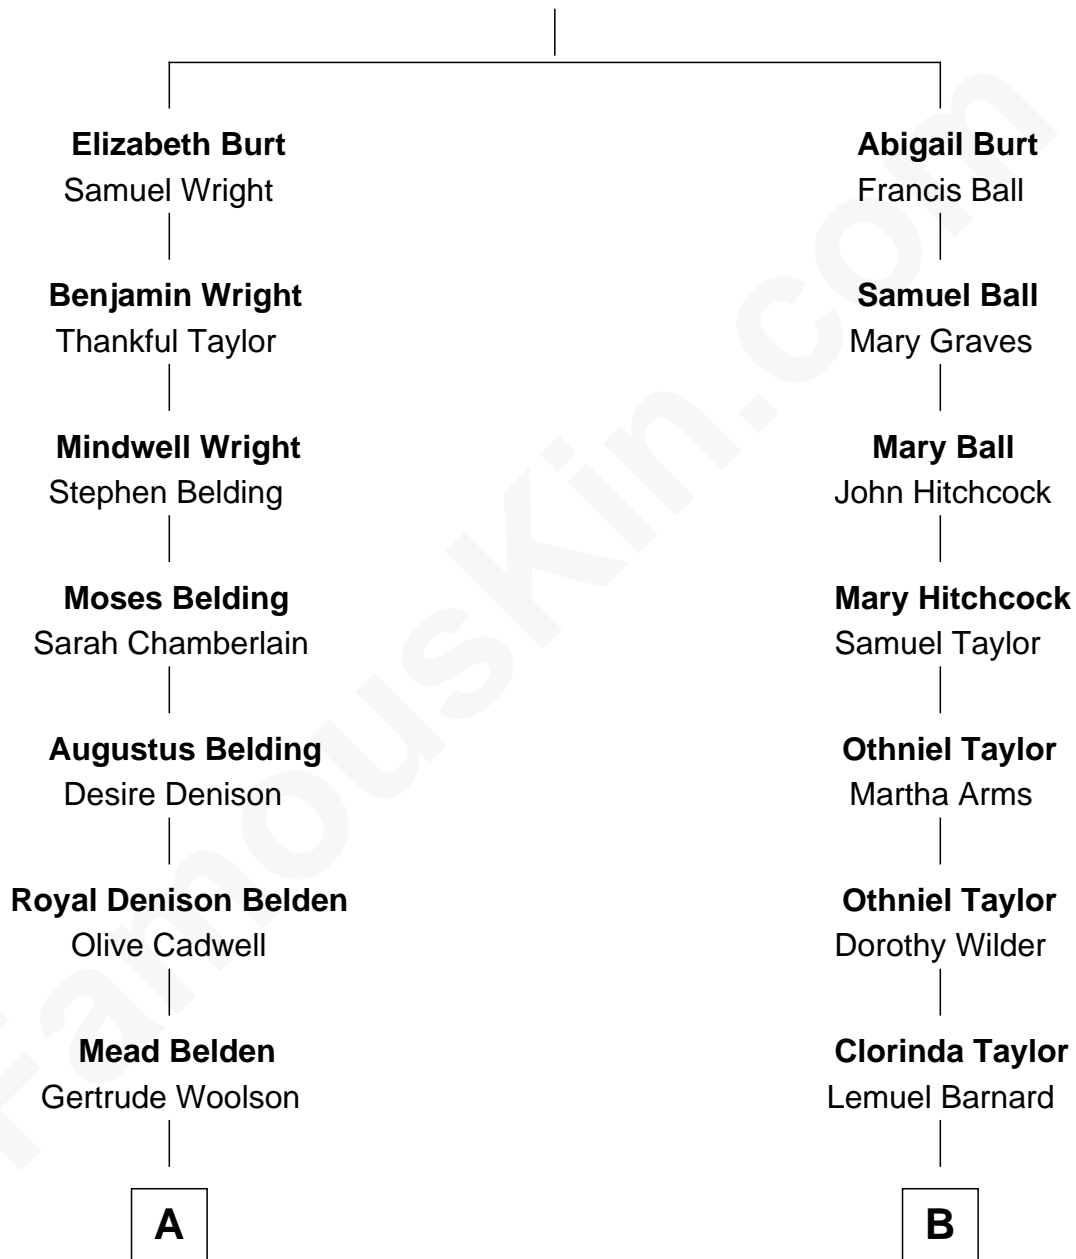 Elizabeth Burt
Samuel Wright
Abigail Burt
Francis Ball
Benjamin Wright
Thankful Taylor
Samuel Ball
Mary Graves
Mindwell Wright
Stephen Belding
Mary Ball
John Hitchcock
Moses Belding
Sarah Chamberlain
Mary Hitchcock
Samuel Taylor
Augustus Belding
Desire Denison
Othniel Taylor
Martha Arms
Royal Denison Belden
Olive Cadwell
Othniel Taylor
Dorothy Wilder
Mead Belden
Gertrude Woolson
Clorinda Taylor
Lemuel Barnard
A
B
FamousKin.com